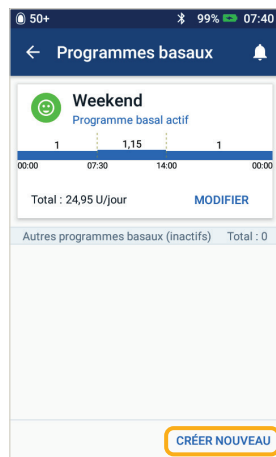 50+ 99% 07:40
Programmes basaux
Weekend
Programme basal actif
1 1,15 1
00:00 07:30 14:00 00:00
Total : 24,95 U/jour MODIFIER
Autres programmes basaux (inactifs) Total : 0
CRÉER NOUVEAU